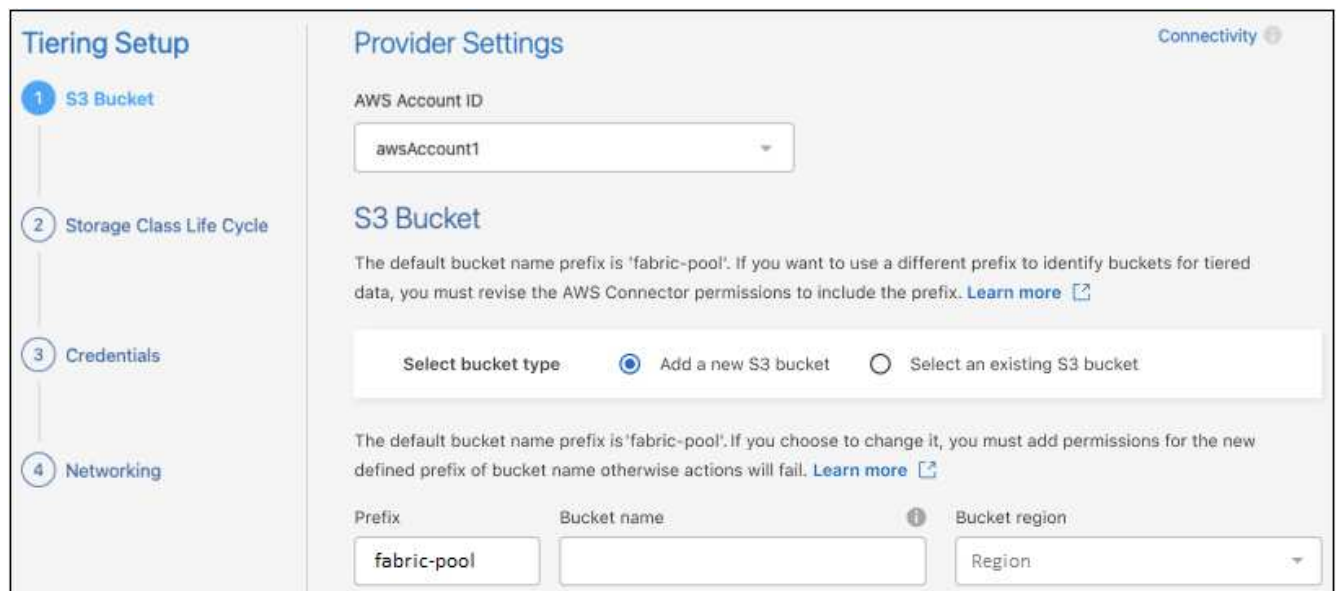 Tiering Setup
1 S3 Bucket
2 Storage Class Life Cycle
3 Credentials
4 Networking
Provider Settings
Connectivity i
AWS Account ID
awsAccount1
S3 Bucket
The default bucket name prefix is 'fabric-pool'. If you want to use a different prefix to identify buckets for tiered
data, you must revise the AWS Connector permissions to include the prefix. Learn more
Select bucket type Add a new S3 bucket Select an existing S3 bucket
The default bucket name prefix is 'fabric-pool'. If you choose to change it, you must add permissions for the new
defined prefix of bucket name otherwise actions will fail. Learn more
Prefix Bucket name i Bucket region
fabric-pool Region